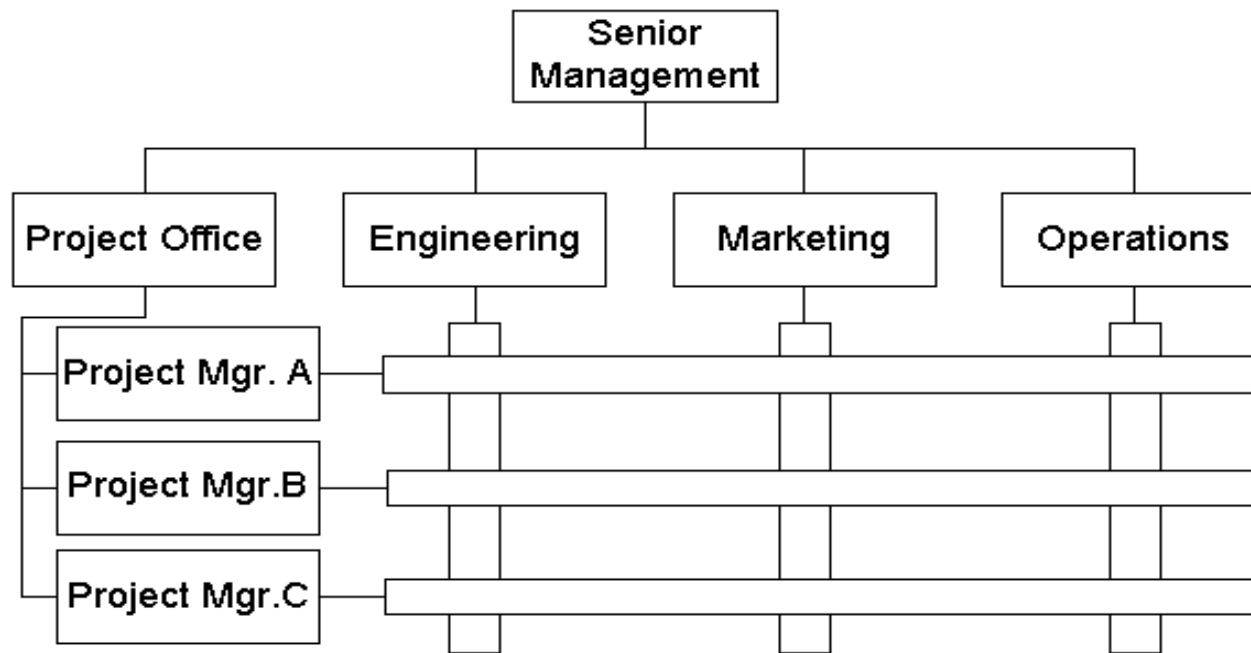 Senior
Management
Project Office
Engineering
Marketing
Operations
Project Mgr. A
Project Mgr.B
Project Mgr.C